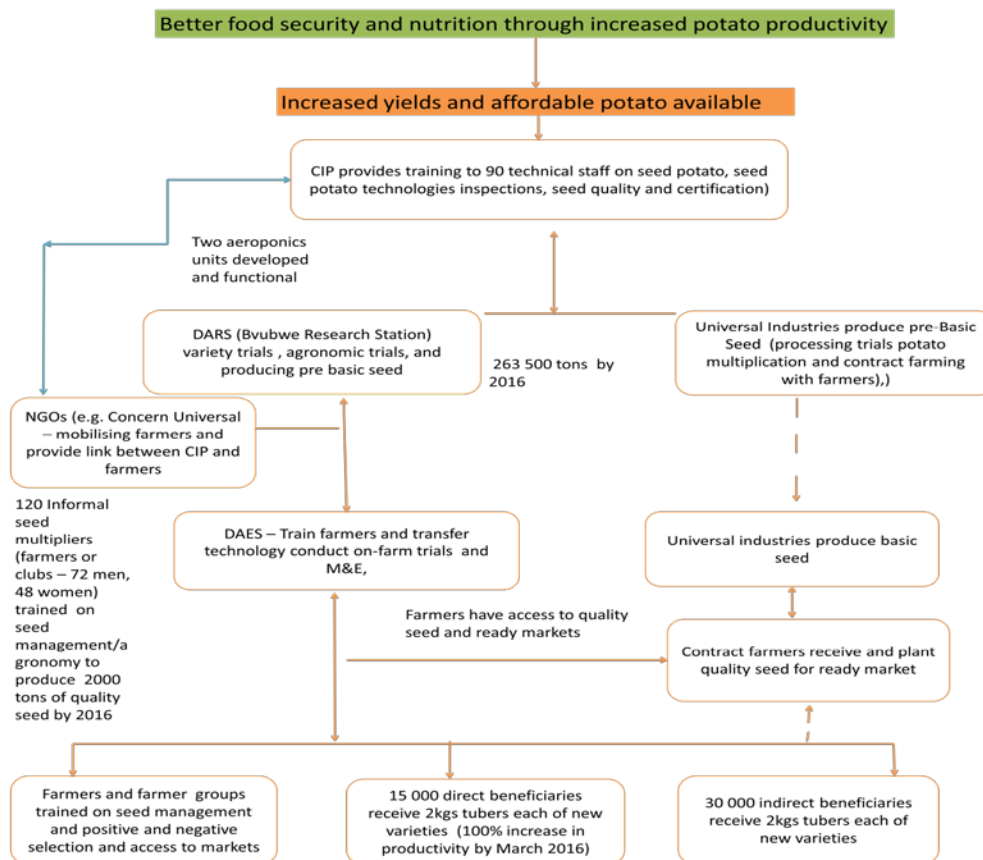 Better food security and nutrition through increased potato productivity
Increased yields and affordable potato available
CIP provides training to 90 technical staff on seed potato, seed
potato technologies inspections, seed quality and certification)
Two aeroponics
units developed
and functional
DARS (Bvubwe Research Station)
variety trials , agronomic trials, and
producing pre basic seed
263 500 tons by
2016
Universal Industries produce pre-Basic
Seed (processing trials potato
multiplication and contract farming
with farmers),)
NGOs (e.g. Concern Universal
– mobilising farmers and
provide link between CIP and
farmers
120 Informal
seed
multipliers
(farmers or
clubs – 72 men,
48 women)
trained on
seed
management/a
gronomy to
produce 2000
tons of quality
seed by 2016
DAES – Train farmers and transfer
technology conduct on-farm trials and
M&E,
Universal industries produce basic
seed
Farmers have access to quality
seed and ready markets
Contract farmers receive and plant
quality seed for ready market
Farmers and farmer groups
trained on seed management
and positive and negative
selection and access to markets
15 000 direct beneficiaries
receive 2kgs tubers each of new
varieties (100% increase in
productivity by March 2016)
30 000 indirect beneficiaries
receive 2kgs tubers each of
new varieties